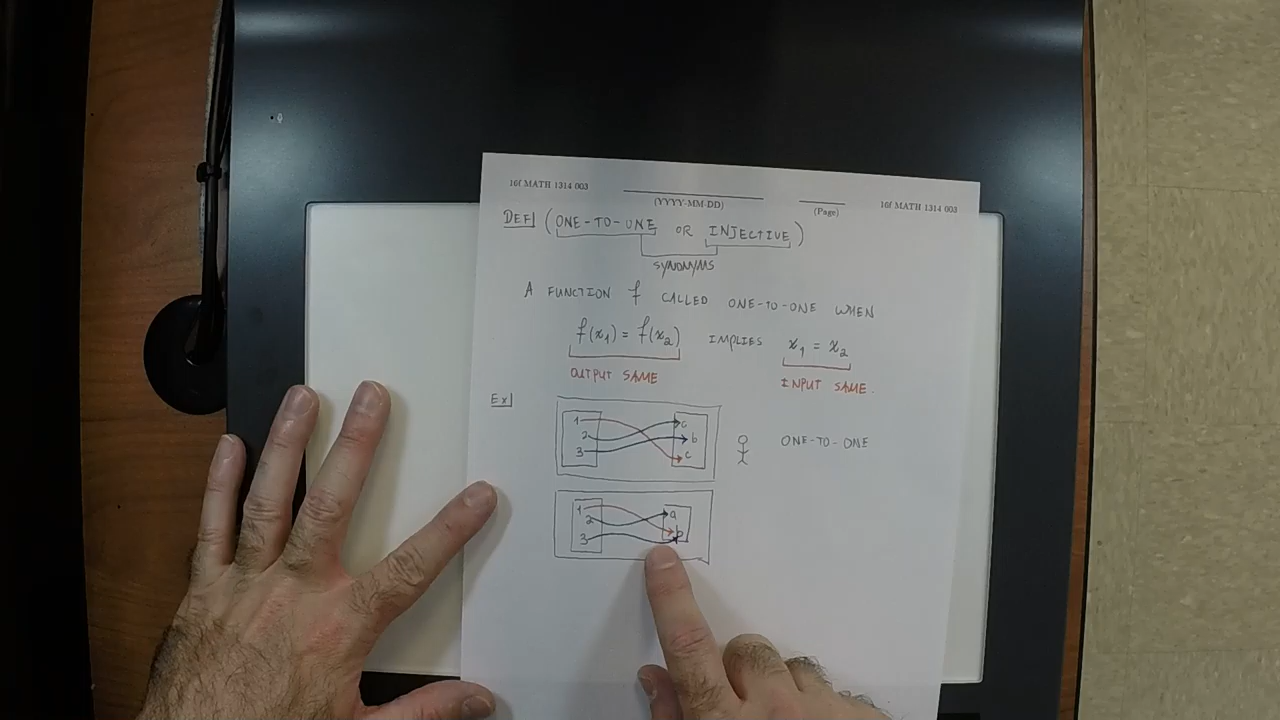 16f MATH 1314 003 16f MATH 1314 003
(YYYY-MM-DD) (Page)
DEF (ONE-TO-ONE OR INJECTIVE)
SYNONYMS
A FUNCTION f CALLED ONE-TO-ONE WHEN
f(x₁) = f(x₂) IMPLIES x₁ = x₂
OUTPUT SAME INPUT SAME.
Ex
1 c
2 b
3 c
ONE-TO-ONE
1 a
2 b
3